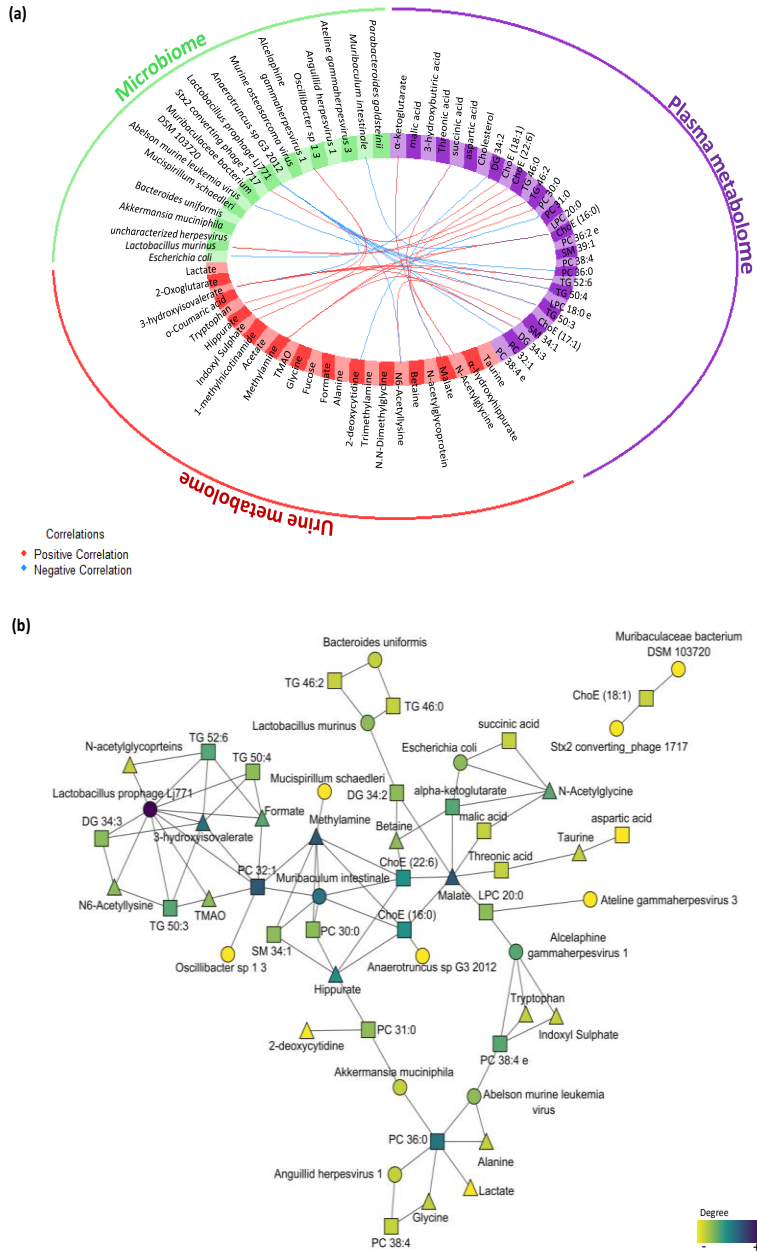 (a)
Microbiome
Plasma metabolome
Urine metabolome
Parabacteroides goldsteinii
Muribaculum intestinale
Ateline gammaherpesvirus 3
Anguillid herpesvirus 1
Oscillibacter sp 1 3
Alcelaphine
gammaherpesvirus 1
Murine osteosarcoma virus
Anaerotruncus sp G3 2012
Lactobacillus prophage Lj771
Stx2 converting phage 1717
Muribaculaceae bacterium
DSM 103720
Abelson murine leukemia virus
Mucispirillum schaedleri
Bacteroides uniformis
Akkermansia muciniphila
uncharacterized herpesvirus
Lactobacillus murinus
Escherichia coli
α-ketoglutarate
malic acid
3-hydroxybutiric acid
Threonic acid
succinic acid
aspartic acid
Cholesterol
DG 34:2
ChoE (18:1)
ChoE (22:6)
TG 46:0
TG 46:2
PC 30:0
PC 31:0
LPC 20:0
ChoE (16:0)
PC 36:2 e
SM 39:1
PC 38:4
PC 36:0
TG 52:6
TG 50:4
LPC 18:0 e
TG 50:3
ChoE (17:1)
SM 34:1
DG 34:3
PC 32:1
PC 38:4 e
Lactate
2-Oxoglutarate
3-hydroxyisovalerate
o-Coumaric acid
Tryptophan
Hippurate
Indoxyl Sulphate
1-methylnicotinamide
Acetate
Methylamine
TMAO
Glycine
Fucose
Formate
Alanine
2-deoxycytidine
Trimethylamine
N.N-Dimethylglycine
N6-Acetyllysine
Betaine
N-acetylglycoprotein
Malate
N-Acetylglycine
α-hydroxyhippurate
Taurine
Correlations
Positive Correlation
Negative Correlation
(b)
Bacteroides uniformis
Muribaculaceae bacterium
DSM 103720
TG 46:2
ChoE (18:1)
TG 46:0
Lactobacillus murinus
succinic acid
Stx2 converting_phage 1717
TG 52:6
N-acetylglycoprteins
Escherichia coli
TG 50:4
Mucispirillum schaedleri
N-Acetylglycine
Lactobacillus prophage Lj771
DG 34:2
alpha-ketoglutarate
Formate
Methylamine
malic acid
aspartic acid
DG 34:3
3-hydroxyisovalerate
Betaine
Taurine
ChoE (22:6)
Threonic acid
PC 32:1
Muribaculum intestinale
Malate
N6-Acetyllysine
TMAO
LPC 20:0
Ateline gammaherpesvirus 3
TG 50:3
ChoE (16:0)
PC 30:0
SM 34:1
Alcelaphine
gammaherpesvirus 1
Oscillibacter sp 1 3
Anaerotruncus sp G3 2012
Hippurate
Tryptophan
Indoxyl Sulphate
PC 31:0
2-deoxycytidine
PC 38:4 e
Akkermansia muciniphila
Abelson murine leukemia
virus
PC 36:0
Alanine
Anguillid herpesvirus 1
Lactate
Glycine
PC 38:4
Degree
- +